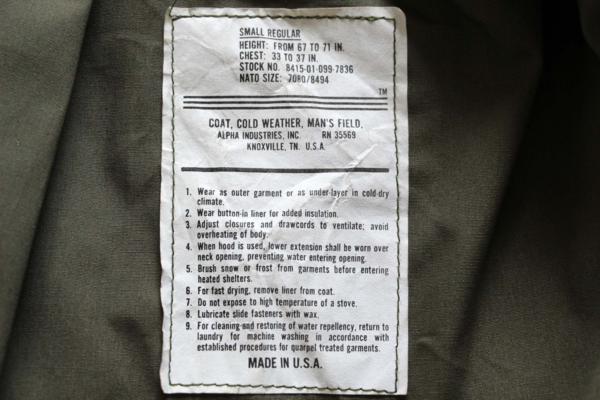 SMALL REGULAR
HEIGHT: FROM 67 TO 71 IN.
CHEST: 33 TO 37 IN.
STOCK NO. 8415-01-099-7836
NATO SIZE: 7080/8494
TM
COAT, COLD WEATHER, MAN'S FIELD,
ALPHA INDUSTRIES, INC. RN 35569
KNOXVILLE, TN. U.S.A.
1. Wear as outer garment or as under-layer in cold-dry
climate.
2. Wear button-in liner for added insulation.
3. Adjust closures and drawcords to ventilate; avoid
overheating of body.
4. When hood is used, lower extension shall be worn over
neck opening, preventing water entering opening.
5. Brush snow or frost from garments before entering
heated shelters.
6. For fast drying, remove liner from coat.
7. Do not expose to high temperature of a stove.
8. Lubricate slide fasteners with wax.
9. For cleaning and restoring of water repellency, return to
laundry for machine washing in accordance with
established procedures for quarpel treated garments.
MADE IN U.S.A.